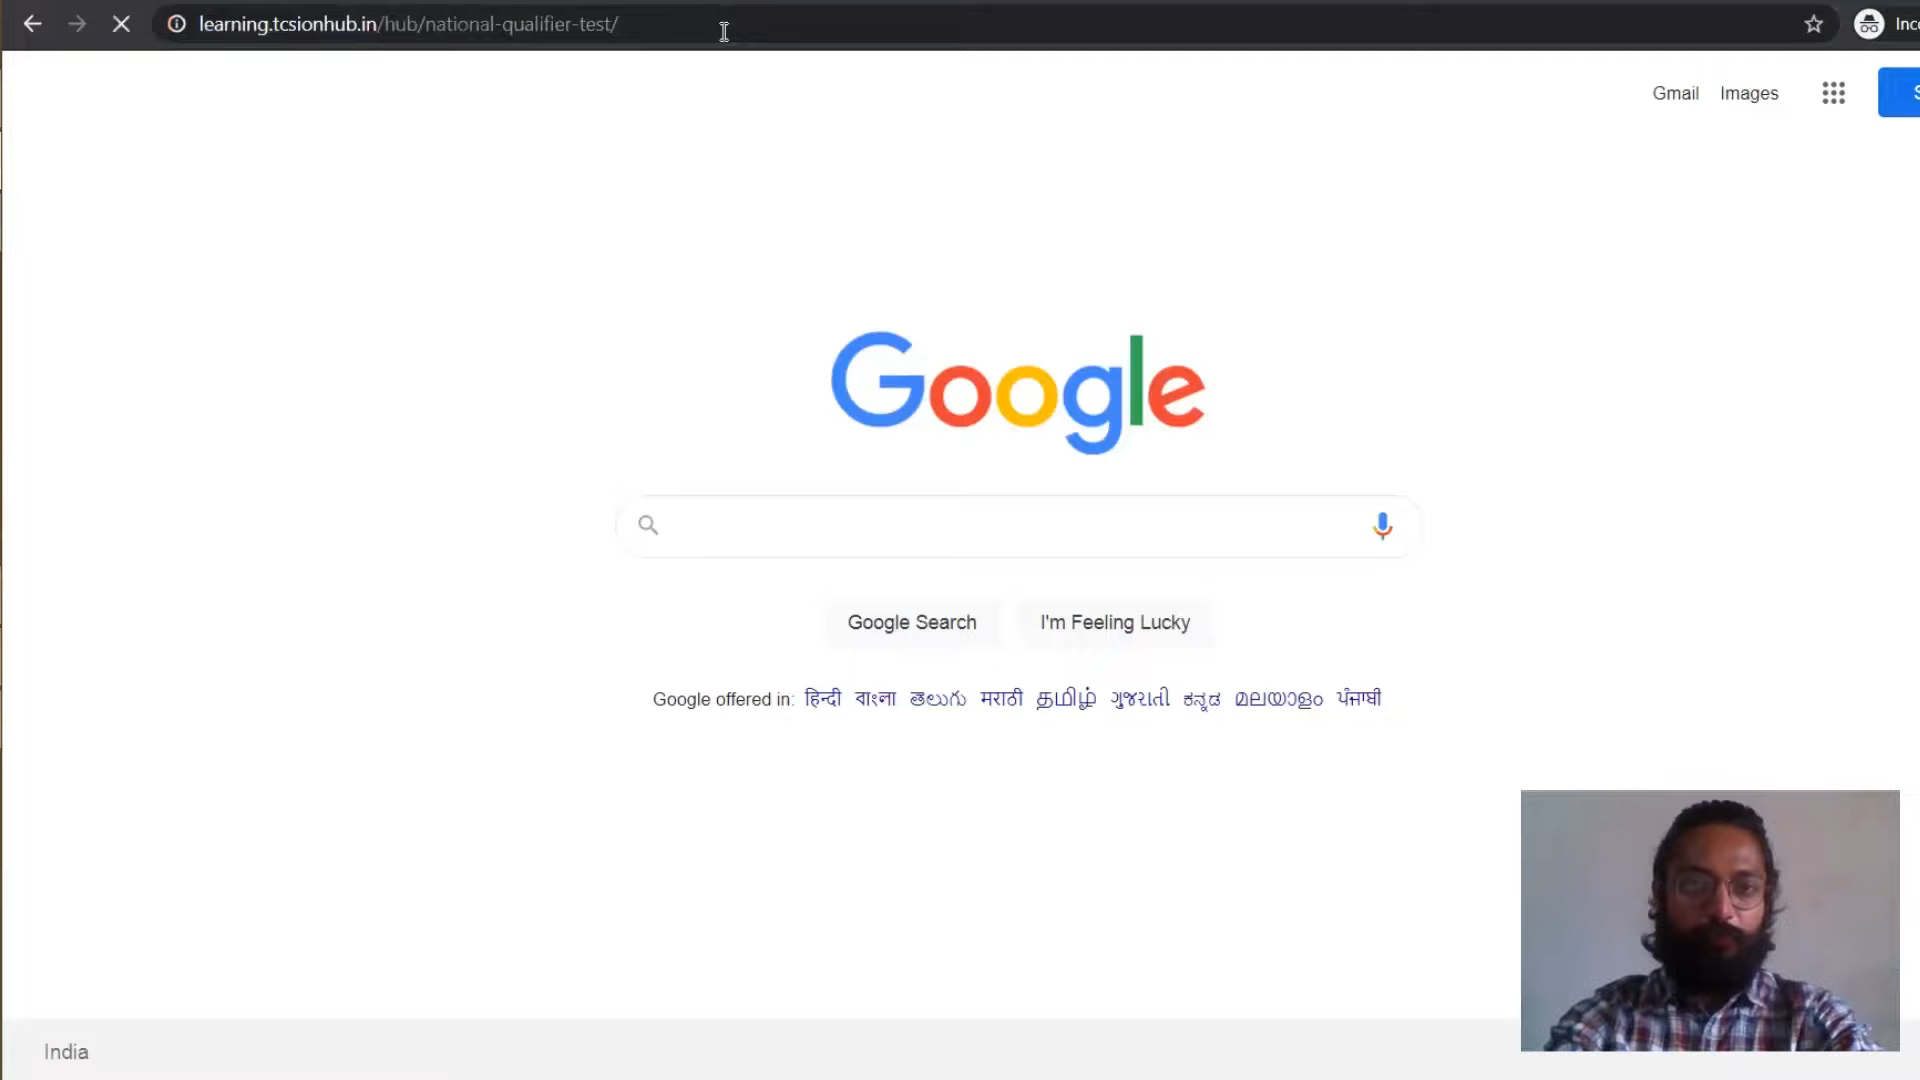 learning.tcsionhub.in/hub/national-qualifier-test/
Gmail Images
Google
Google Search I'm Feeling Lucky
Google offered in: हिन्दी বাংলা తెలుగు मराठी தமிழ் ગુજરાતી ಕನ್ನಡ മലയാളം ਪੰਜਾਬੀ
India